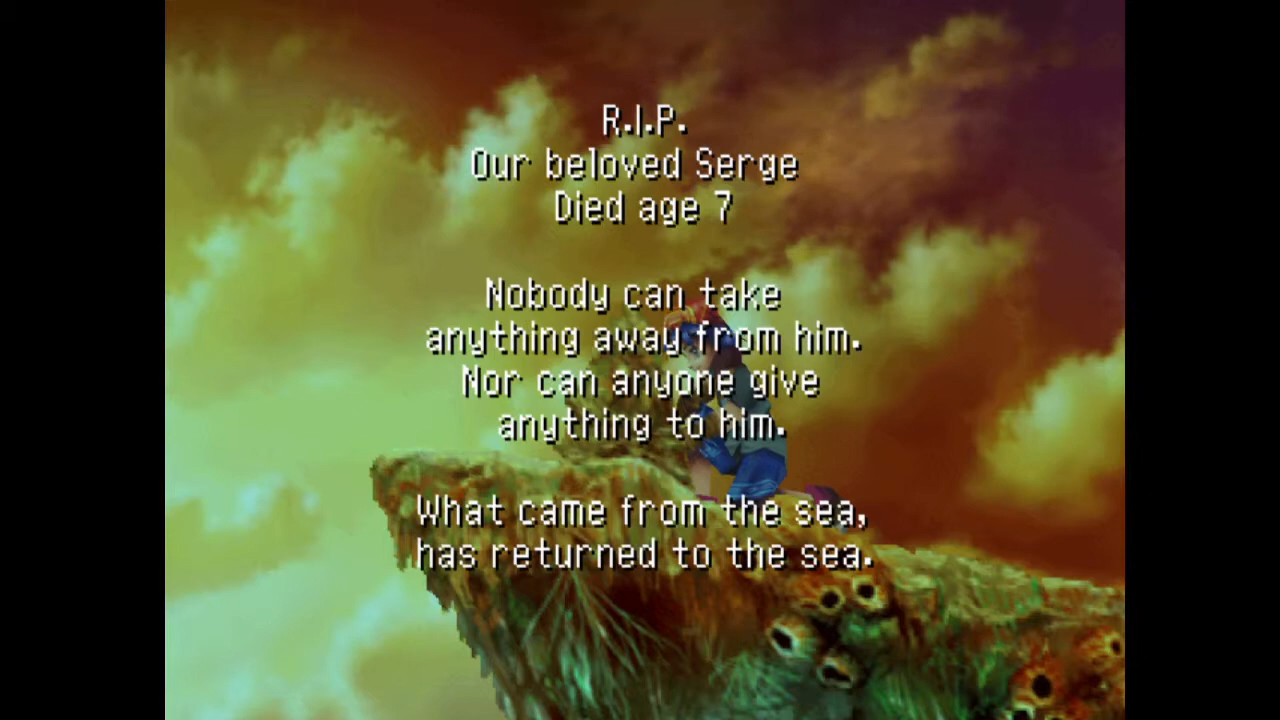 R.I.P.
Our beloved Serge
Died age 7
Nobody can take
anything away from him.
Nor can anyone give
anything to him.
What came from the sea,
has returned to the sea.